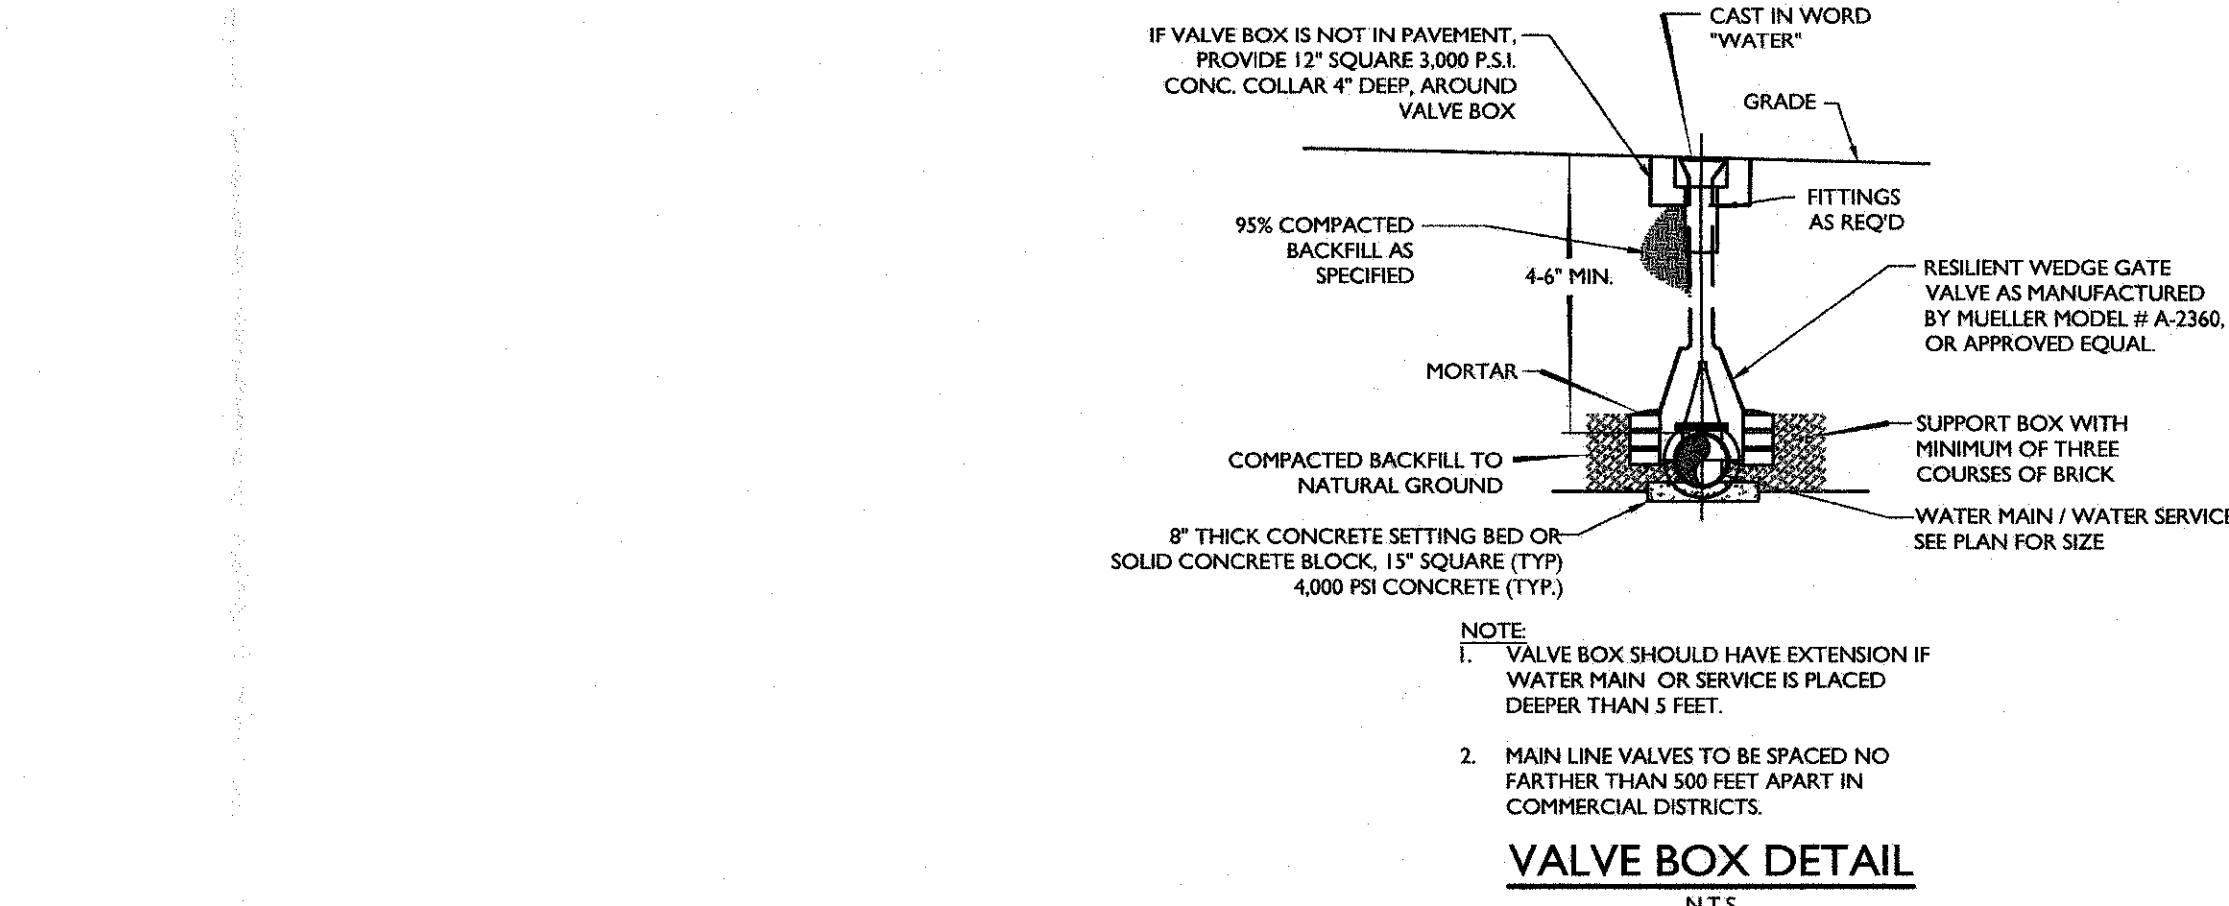 CAST IN WORD
"WATER"
IF VALVE BOX IS NOT IN PAVEMENT,
PROVIDE 12" SQUARE 3,000 P.S.I.
CONC. COLLAR 4" DEEP, AROUND
VALVE BOX
GRADE
FITTINGS
AS REQ'D
95% COMPACTED
BACKFILL AS
SPECIFIED
4-6" MIN.
RESILIENT WEDGE GATE
VALVE AS MANUFACTURED
BY MUELLER MODEL # A-2360,
OR APPROVED EQUAL.
MORTAR
SUPPORT BOX WITH
MINIMUM OF THREE
COURSES OF BRICK
COMPACTED BACKFILL TO
NATURAL GROUND
WATER MAIN / WATER SERVICE
SEE PLAN FOR SIZE
8" THICK CONCRETE SETTING BED OR
SOLID CONCRETE BLOCK, 15" SQUARE (TYP)
4,000 PSI CONCRETE (TYP.)
NOTE:
1. VALVE BOX SHOULD HAVE EXTENSION IF
WATER MAIN OR SERVICE IS PLACED
DEEPER THAN 5 FEET.
2. MAIN LINE VALVES TO BE SPACED NO
FARTHER THAN 500 FEET APART IN
COMMERCIAL DISTRICTS.
VALVE BOX DETAIL
N.T.S.